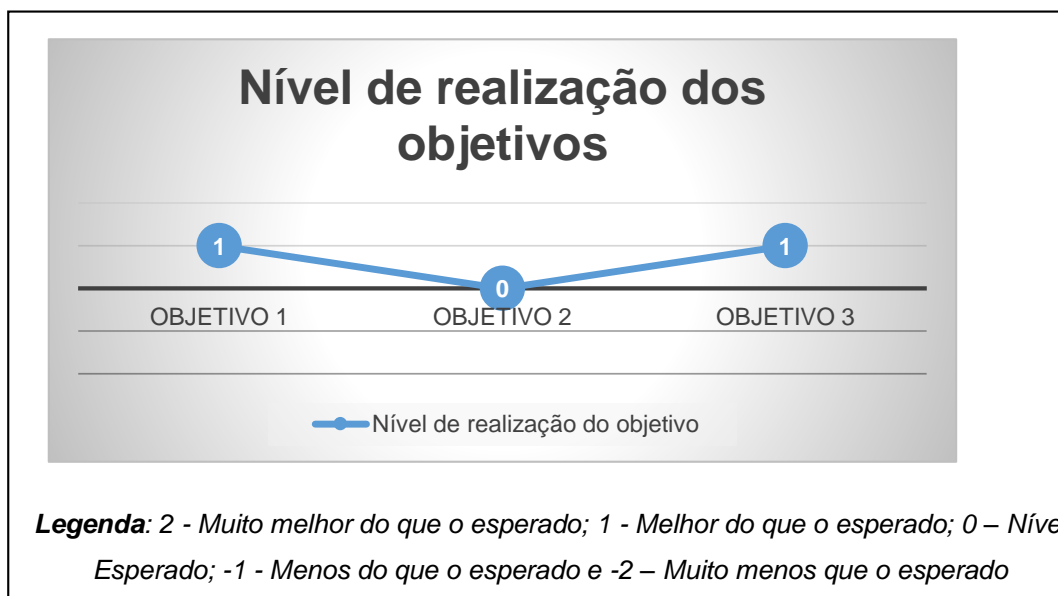 Nível de realização dos
objetivos
1
0
1
OBJETIVO 1 OBJETIVO 2 OBJETIVO 3
Nível de realização do objetivo
Legenda: 2 - Muito melhor do que o esperado; 1 - Melhor do que o esperado; 0 – Níve
Esperado; -1 - Menos do que o esperado e -2 – Muito menos que o esperado